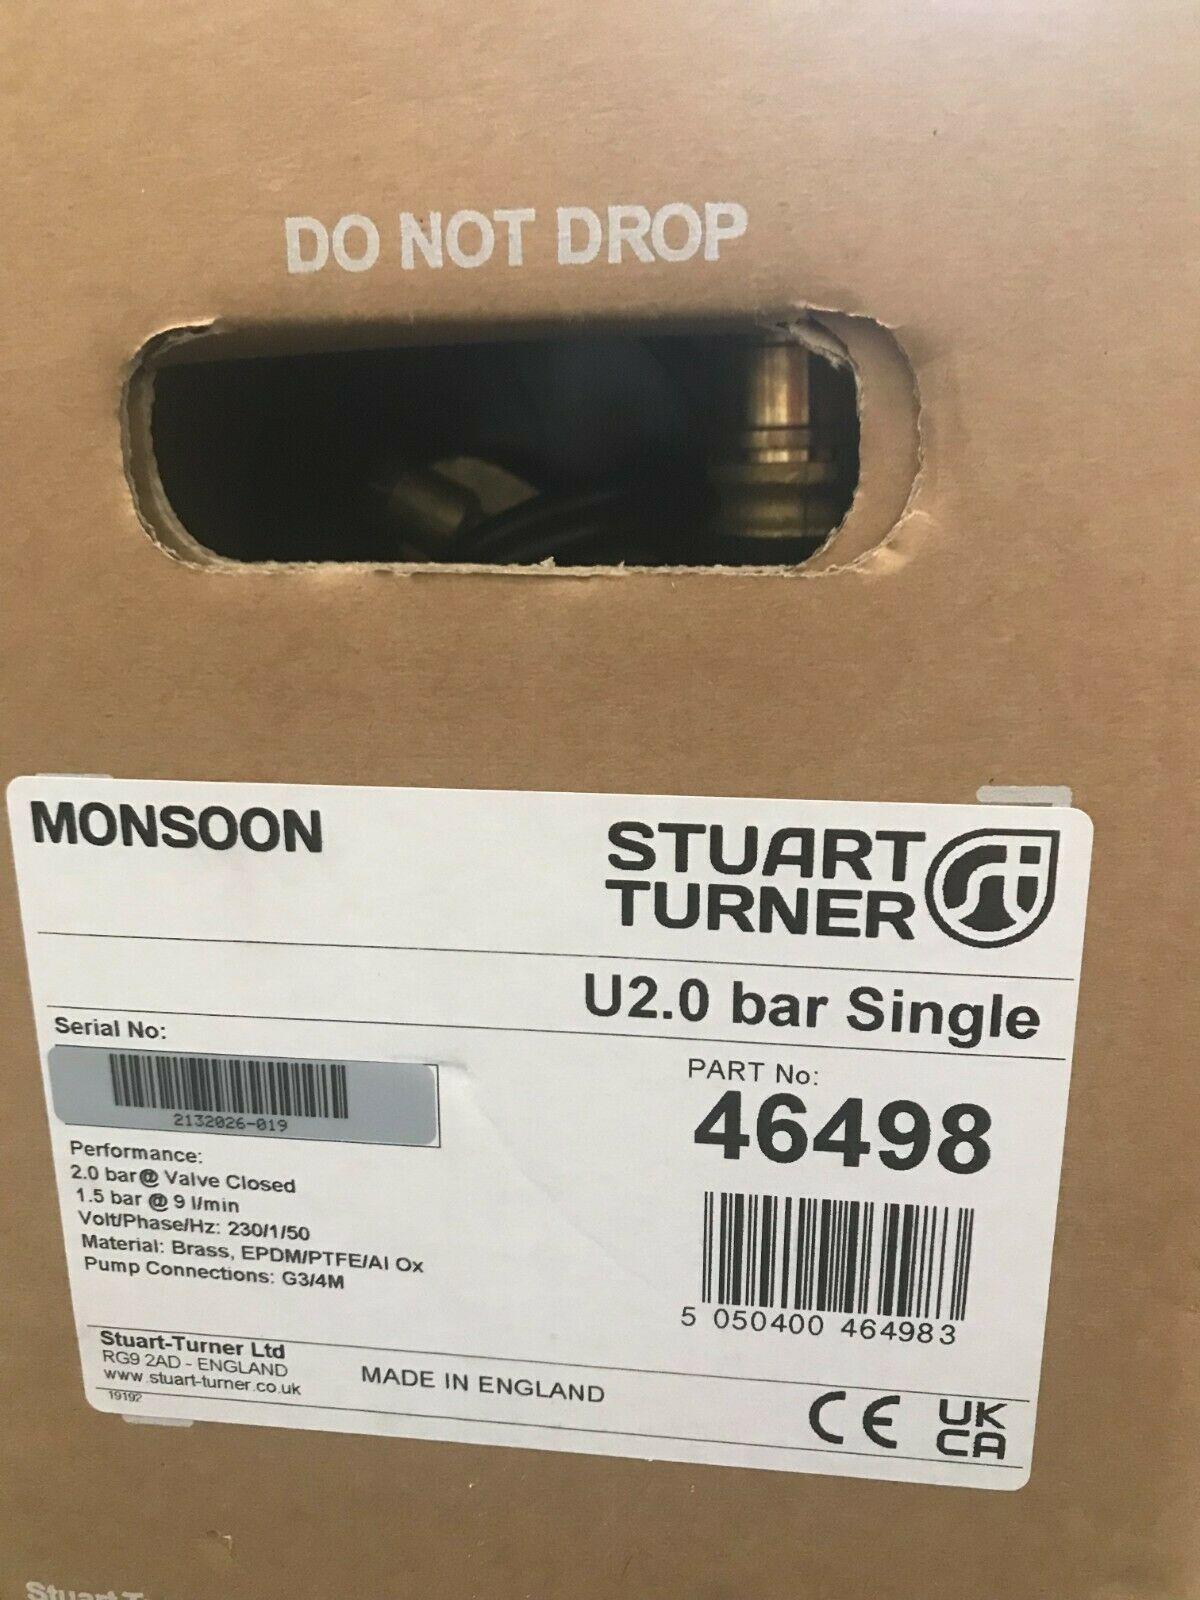 DO NOT DROP
MONSOON
STUART
TURNER
U2.0 bar Single
Serial No:
2132026-019
PART No:
46498
Performance:
2.0 bar@ Valve Closed
1.5 bar @ 9 l/min
Volt/Phase/Hz: 230/1/50
Material: Brass, EPDM/PTFE/Al Ox
Pump Connections: G3/4M
5 050400 464983
Stuart-Turner Ltd
RG9 2AD - ENGLAND
www.stuart-turner.co.uk
19192
MADE IN ENGLAND
CE
UK
CA
Stuart T